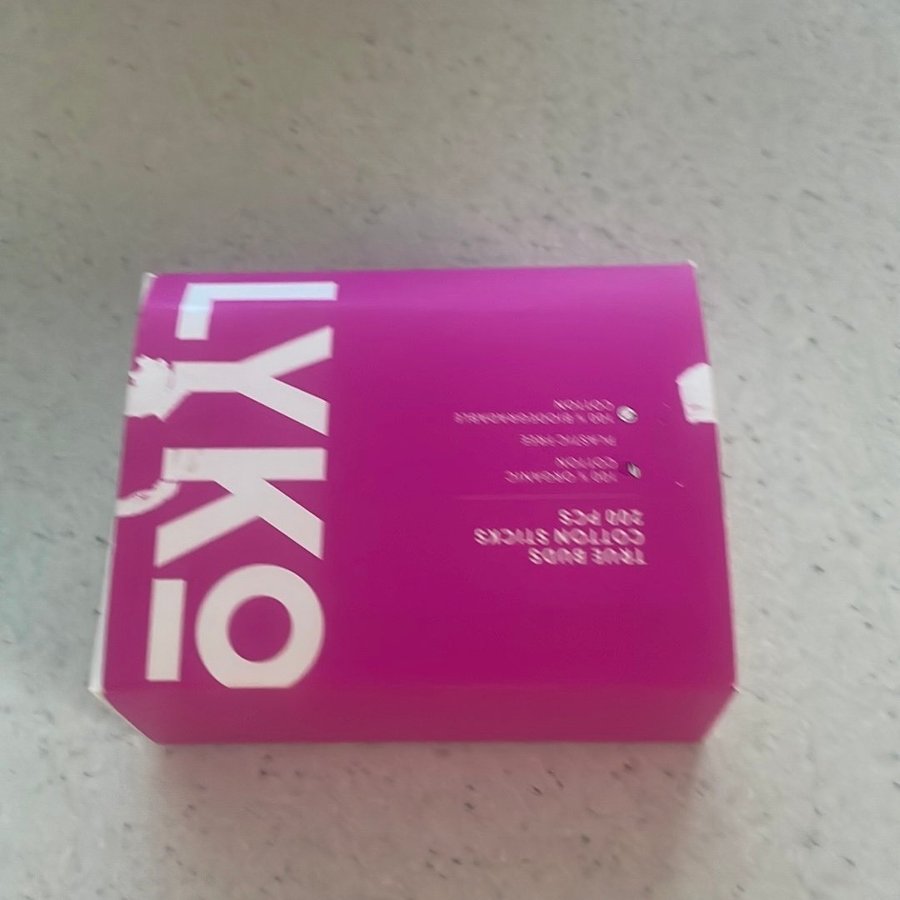 LYKO
TRUE BUDS
COTTON STICKS
200 PCS
100% ORGANIC
COTTON
PLASTIC FREE
100% BIODEGRADABLE
COTTON